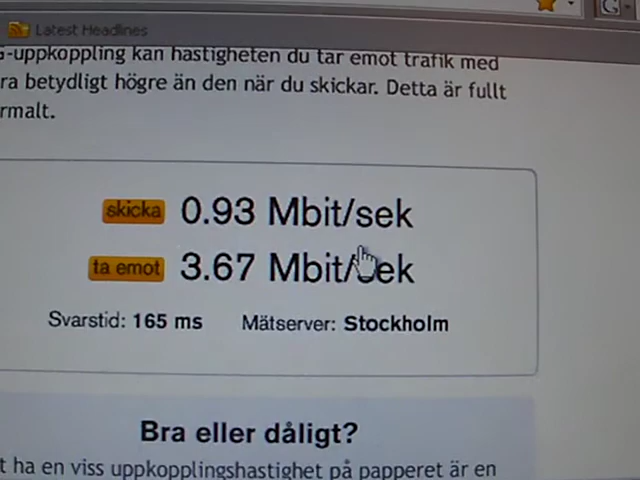 Latest Headlines
-uppkoppling kan hastigheten du tar emot trafik med
ra betydligt högre än den när du skickar. Detta är fullt
rmalt.
skicka 0.93 Mbit/sek
ta emot 3.67 Mbit/sek
Svarstid: 165 ms Mätserver: Stockholm
Bra eller dåligt?
t ha en viss uppkopplingshastighet på papperet är en